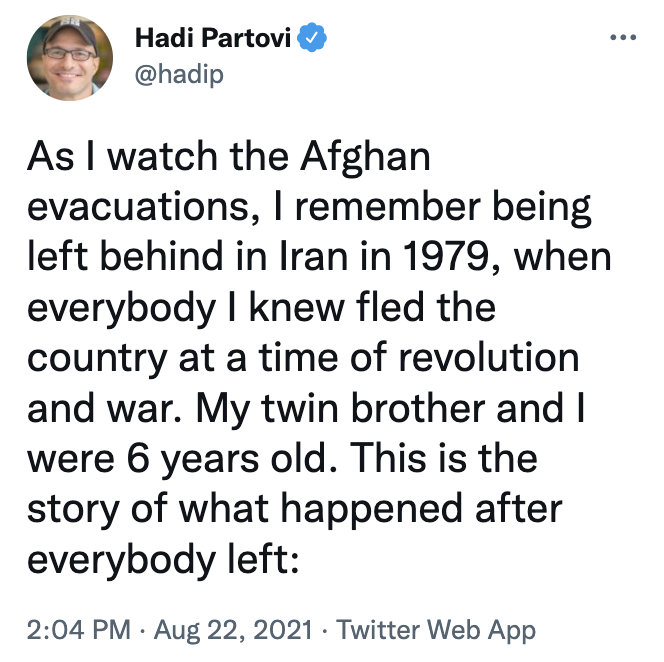 Hadi Partovi
@hadip
As I watch the Afghan
evacuations, I remember being
left behind in Iran in 1979, when
everybody I knew fled the
country at a time of revolution
and war. My twin brother and I
were 6 years old. This is the
story of what happened after
everybody left:
2:04 PM · Aug 22, 2021 · Twitter Web App